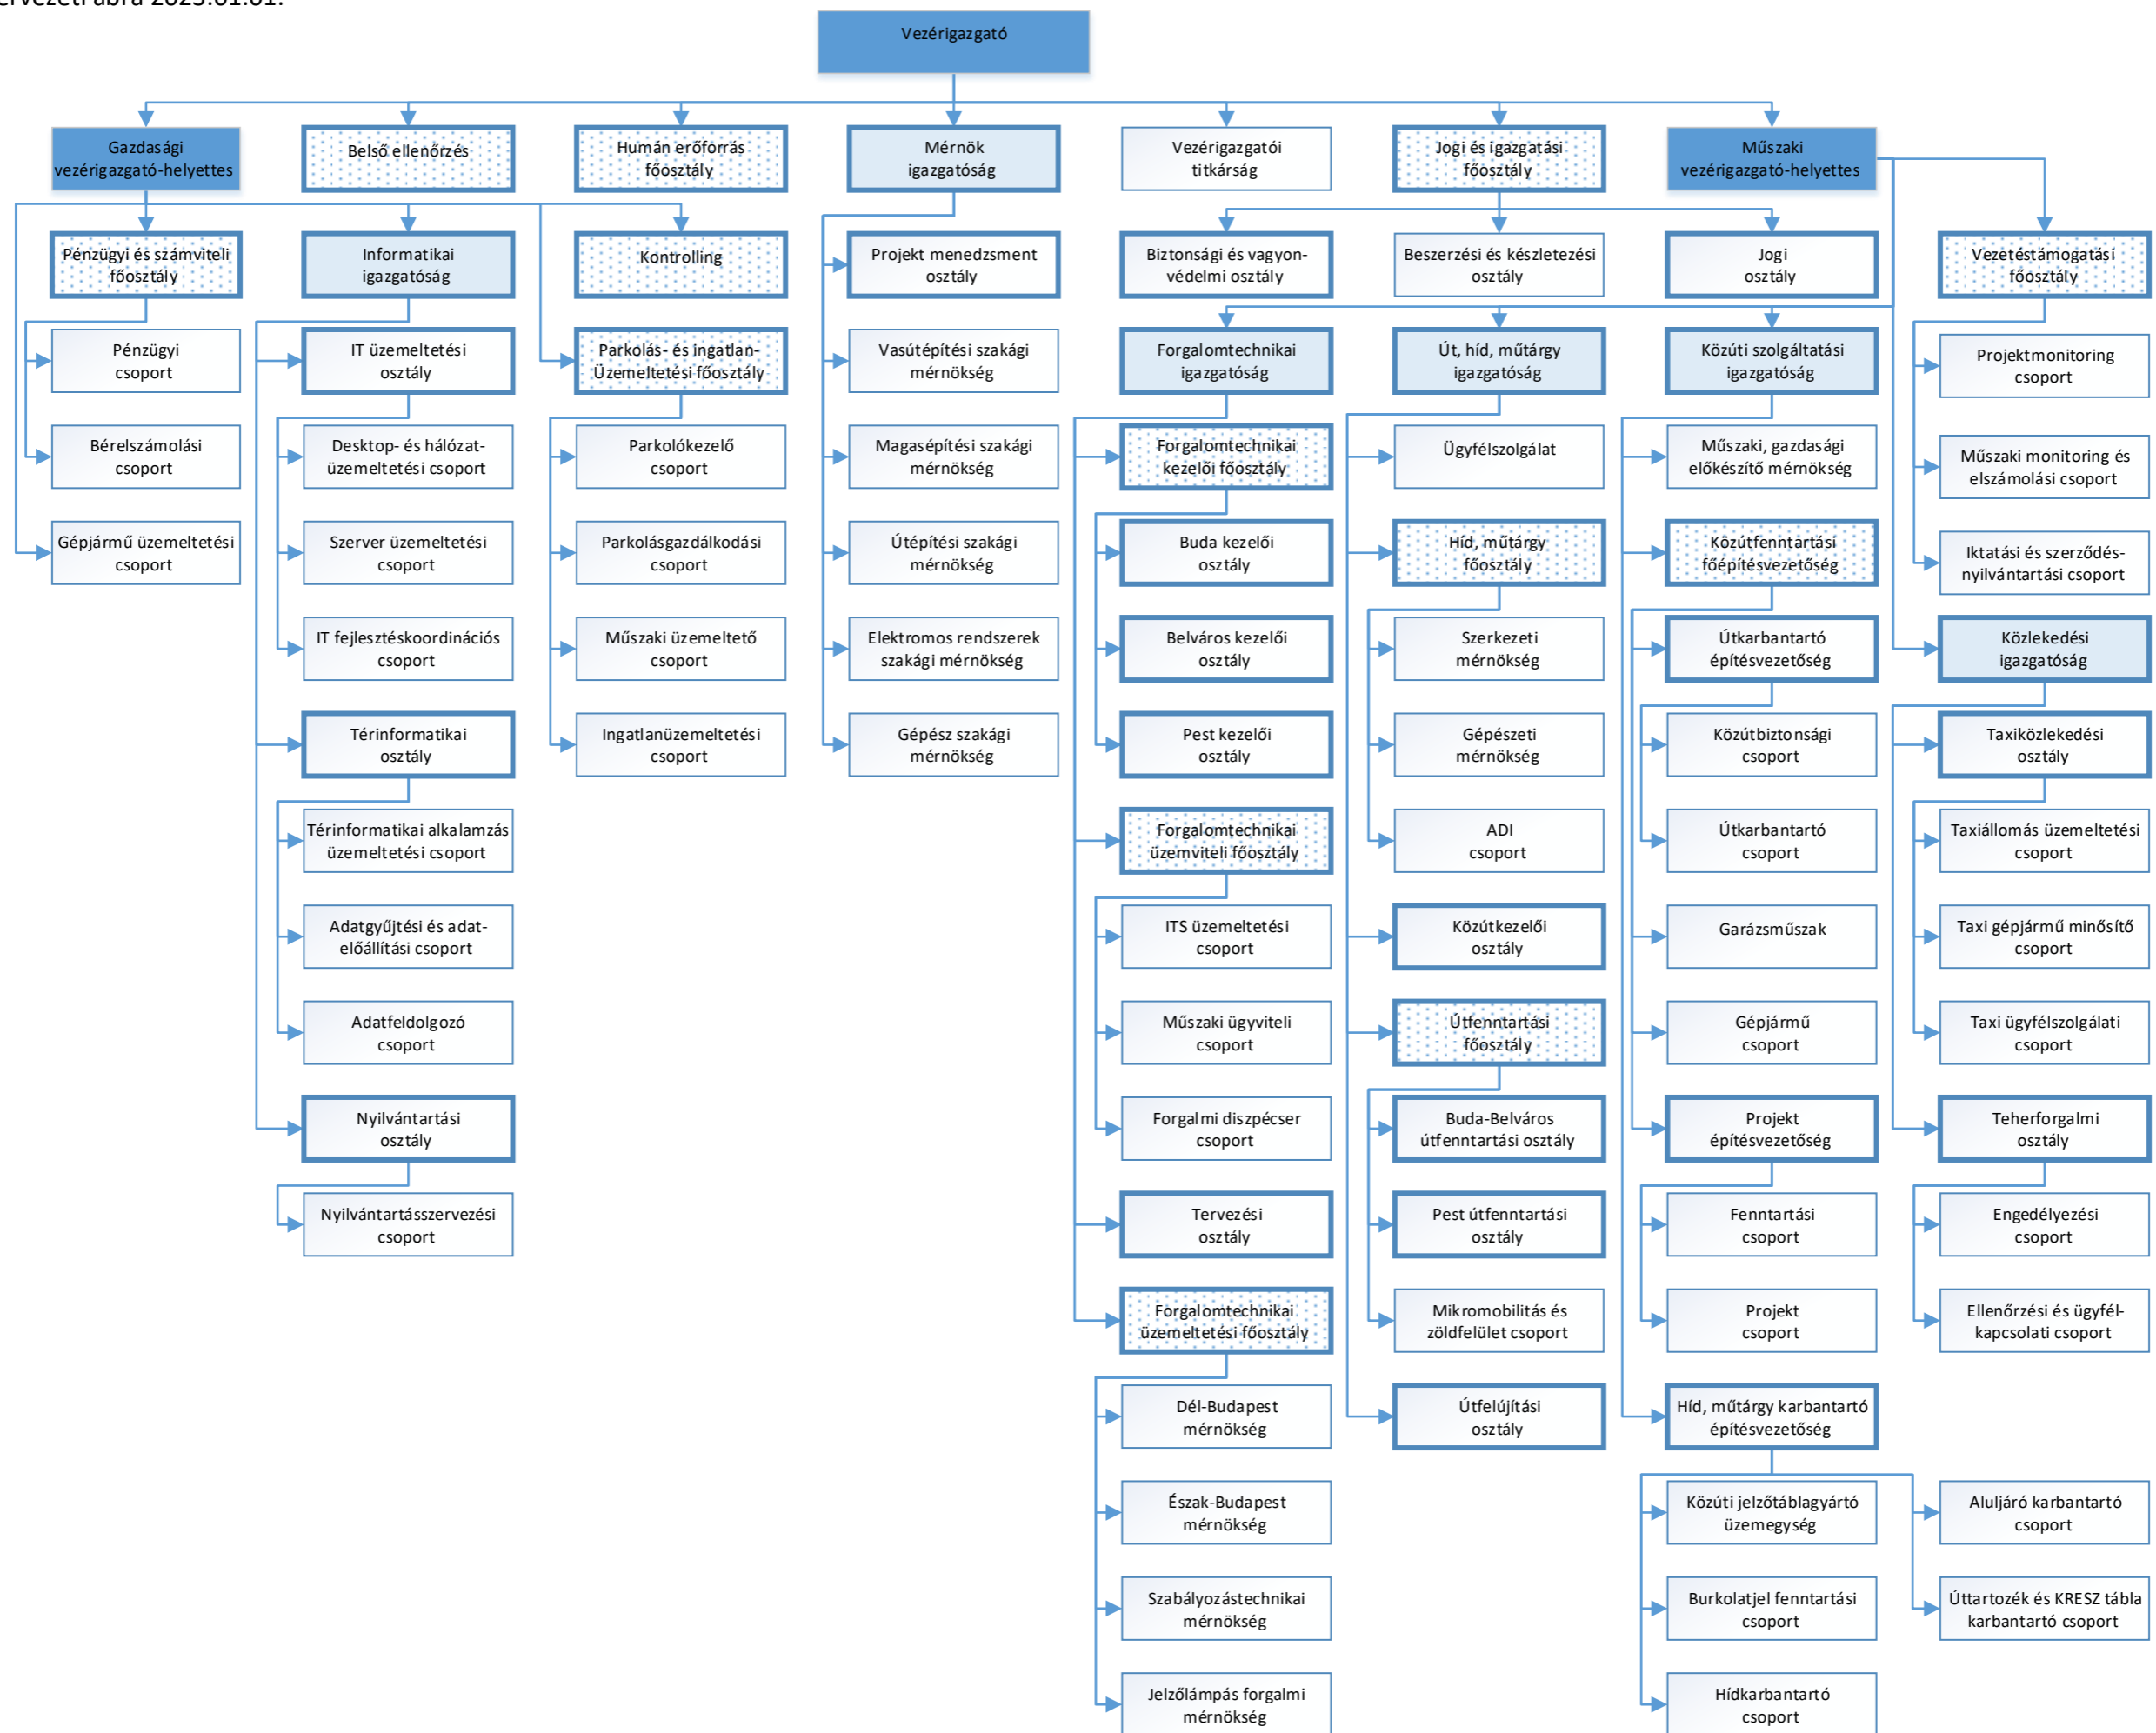 Vezérigazgató
Gazdasági
vezérigazgató-helyettes
Belső ellenőrzés
Humán erőforrás
főosztály
Mérnök
igazgatóság
Vezérigazgatói
titkárság
Jogi és igazgatási
főosztály
Műszaki
vezérigazgató-helyettes
Pénzügyi és számviteli
főosztály
Informatikai
igazgatóság
Kontrolling
Projekt menedzsment
osztály
Biztonsági és vagyon-
védelmi osztály
Beszerzési és készletezési
osztály
Jogi
osztály
Vezetéstámogatási
főosztály
Pénzügyi
csoport
IT üzemeltetési
osztály
Parkolás- és ingatlan-
Üzemeltetési főosztály
Vasútépítési szakági
mérnökség
Forgalomtechnikai
igazgatóság
Út, híd, műtárgy
igazgatóság
Közúti szolgáltatási
igazgatóság
Projektmonitoring
csoport
Bérelszámolási
csoport
Desktop- és hálózat-
üzemeltetési csoport
Parkolókezelő
csoport
Magasépítési szakági
mérnökség
Forgalomtechnikai
kezelői főosztály
Ügyfélszolgálat
Műszaki, gazdasági
előkészítő mérnökség
Műszaki monitoring és
elszámolási csoport
Gépjármű üzemeltetési
csoport
Szerver üzemeltetési
csoport
Parkolásgazdálkodási
csoport
Útépítési szakági
mérnökség
Buda kezelői
osztály
Híd, műtárgy
főosztály
Közútfenntartási
főépítésvezetőség
Iktatási és szerződés-
nyilvántartási csoport
IT fejlesztéskoordinációs
csoport
Műszaki üzemeltető
csoport
Elektromos rendszerek
szakági mérnökség
Belváros kezelői
osztály
Szerkezeti
mérnökség
Útkarbantartó
építésvezetőség
Közlekedési
igazgatóság
Térinformatikai
osztály
Ingatlanüzemeltetési
csoport
Gépész szakági
mérnökség
Pest kezelői
osztály
Gépészeti
mérnökség
Közútbiztonsági
csoport
Taxiközlekedési
osztály
Térinformatikai alkalamzás
üzemeltetési csoport
Forgalomtechnikai
üzemviteli főosztály
ADI
csoport
Útkarbantartó
csoport
Taxiállomás üzemeltetési
csoport
Adatgyűjtési és adat-
előállítási csoport
ITS üzemeltetési
csoport
Közútkezelői
osztály
Garázsműszak
Taxi gépjármű minősítő
csoport
Adatfeldolgozó
csoport
Műszaki ügyviteli
csoport
Útfenntartási
főosztály
Gépjármű
csoport
Taxi ügyfélszolgálati
csoport
Nyilvántartási
osztály
Forgalmi diszpécser
csoport
Buda-Belváros
útfenntartási osztály
Projekt
építésvezetőség
Teherforgalmi
osztály
Nyilvántartásszervezési
csoport
Tervezési
osztály
Pest útfenntartási
osztály
Fenntartási
csoport
Engedélyezési
csoport
Forgalomtechnikai
üzemeltetési főosztály
Mikromobilitás és
zöldfelület csoport
Projekt
csoport
Ellenőrzési és ügyfél-
kapcsolati csoport
Dél-Budapest
mérnökség
Útfelújítási
osztály
Híd, műtárgy karbantartó
építésvezetőség
Észak-Budapest
mérnökség
Közúti jelzőtáblagyártó
üzemegység
Aluljáró karbantartó
csoport
Szabályozástechnikai
mérnökség
Burkolatjel fenntartási
csoport
Úttartozék és KRESZ tábla
karbantartó csoport
Jelzőlámpás forgalmi
mérnökség
Hídkarbantartó
csoport